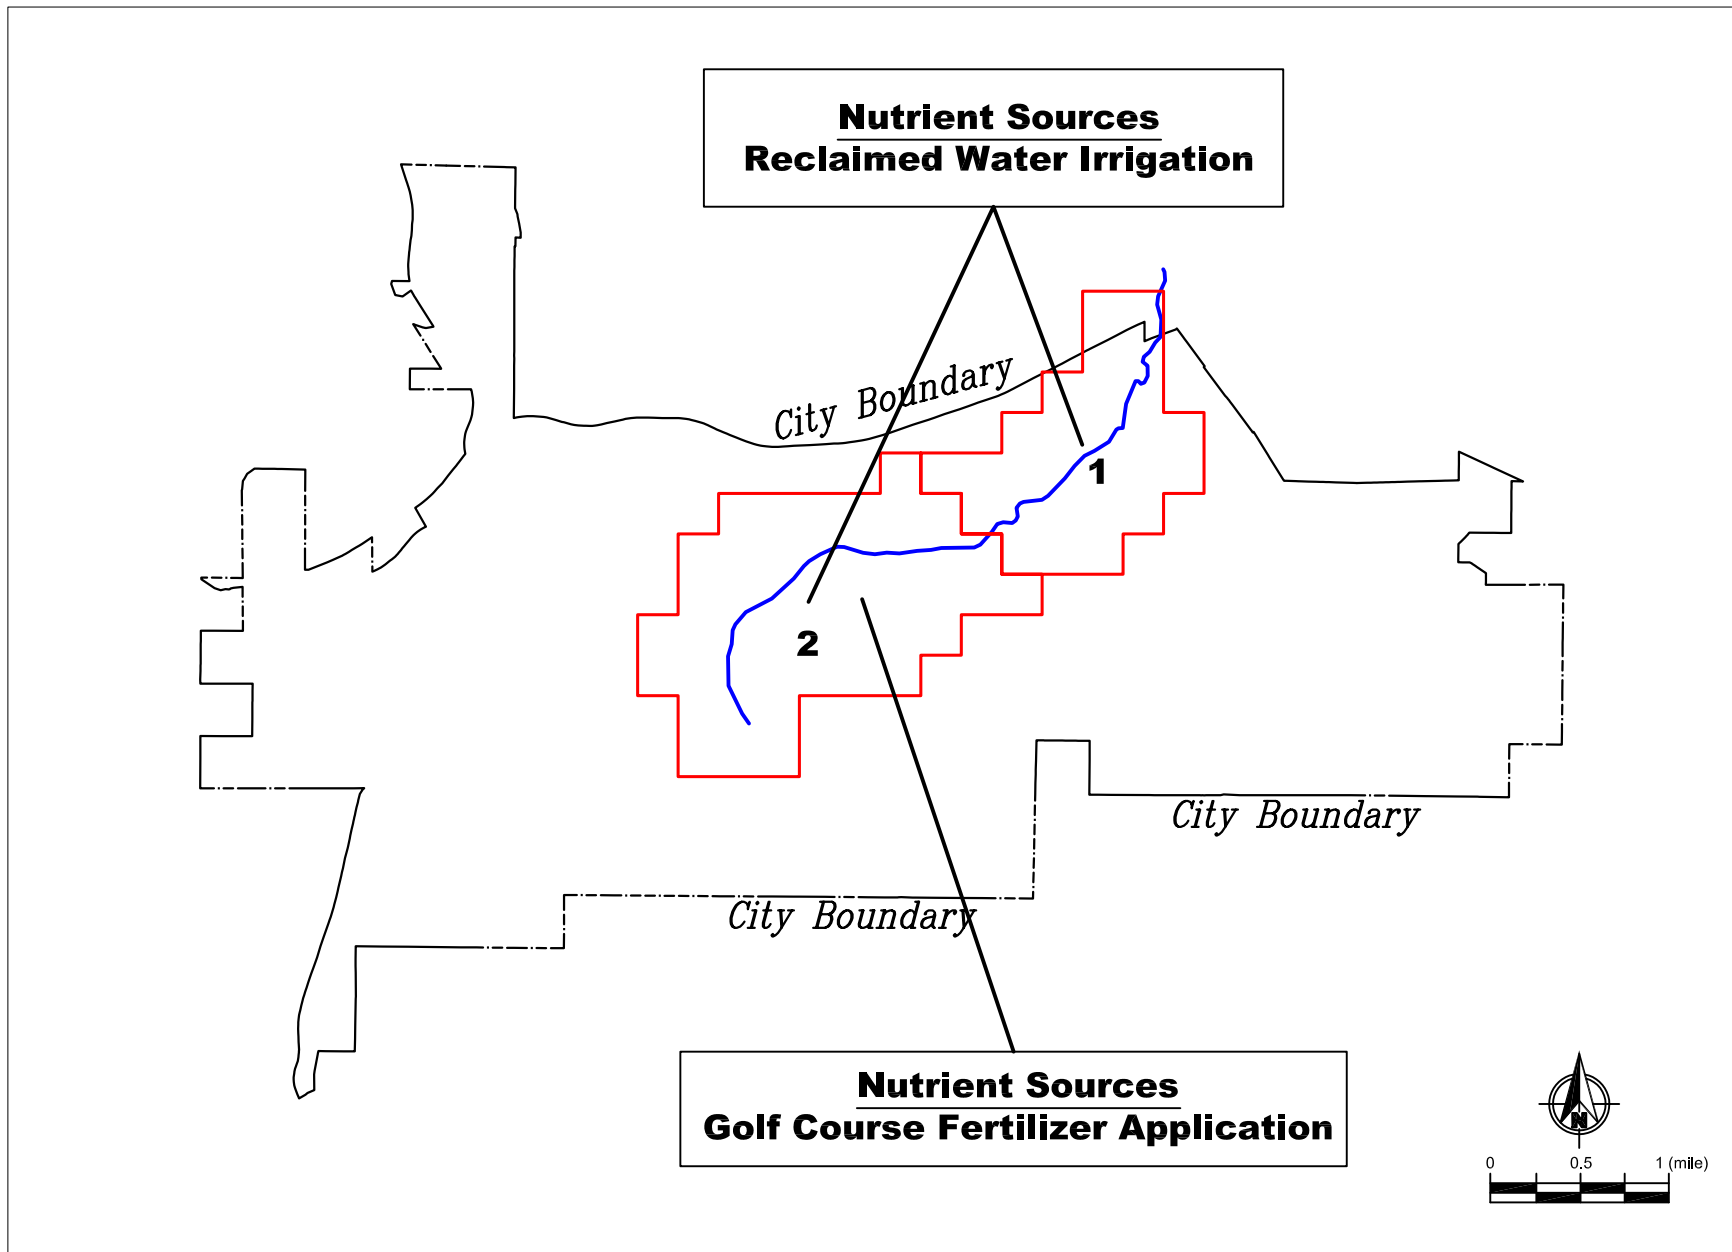 Nutrient Sources
Reclaimed Water Irrigation
City Boundary
1
2
City Boundary
City Boundary
Nutrient Sources
Golf Course Fertilizer Application
N
0 0.5 1 (mile)